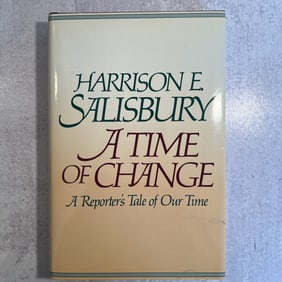 HARRISON E.
SALISBURY
A TIME
OF CHANGE
A Reporter's Tale of Our Time